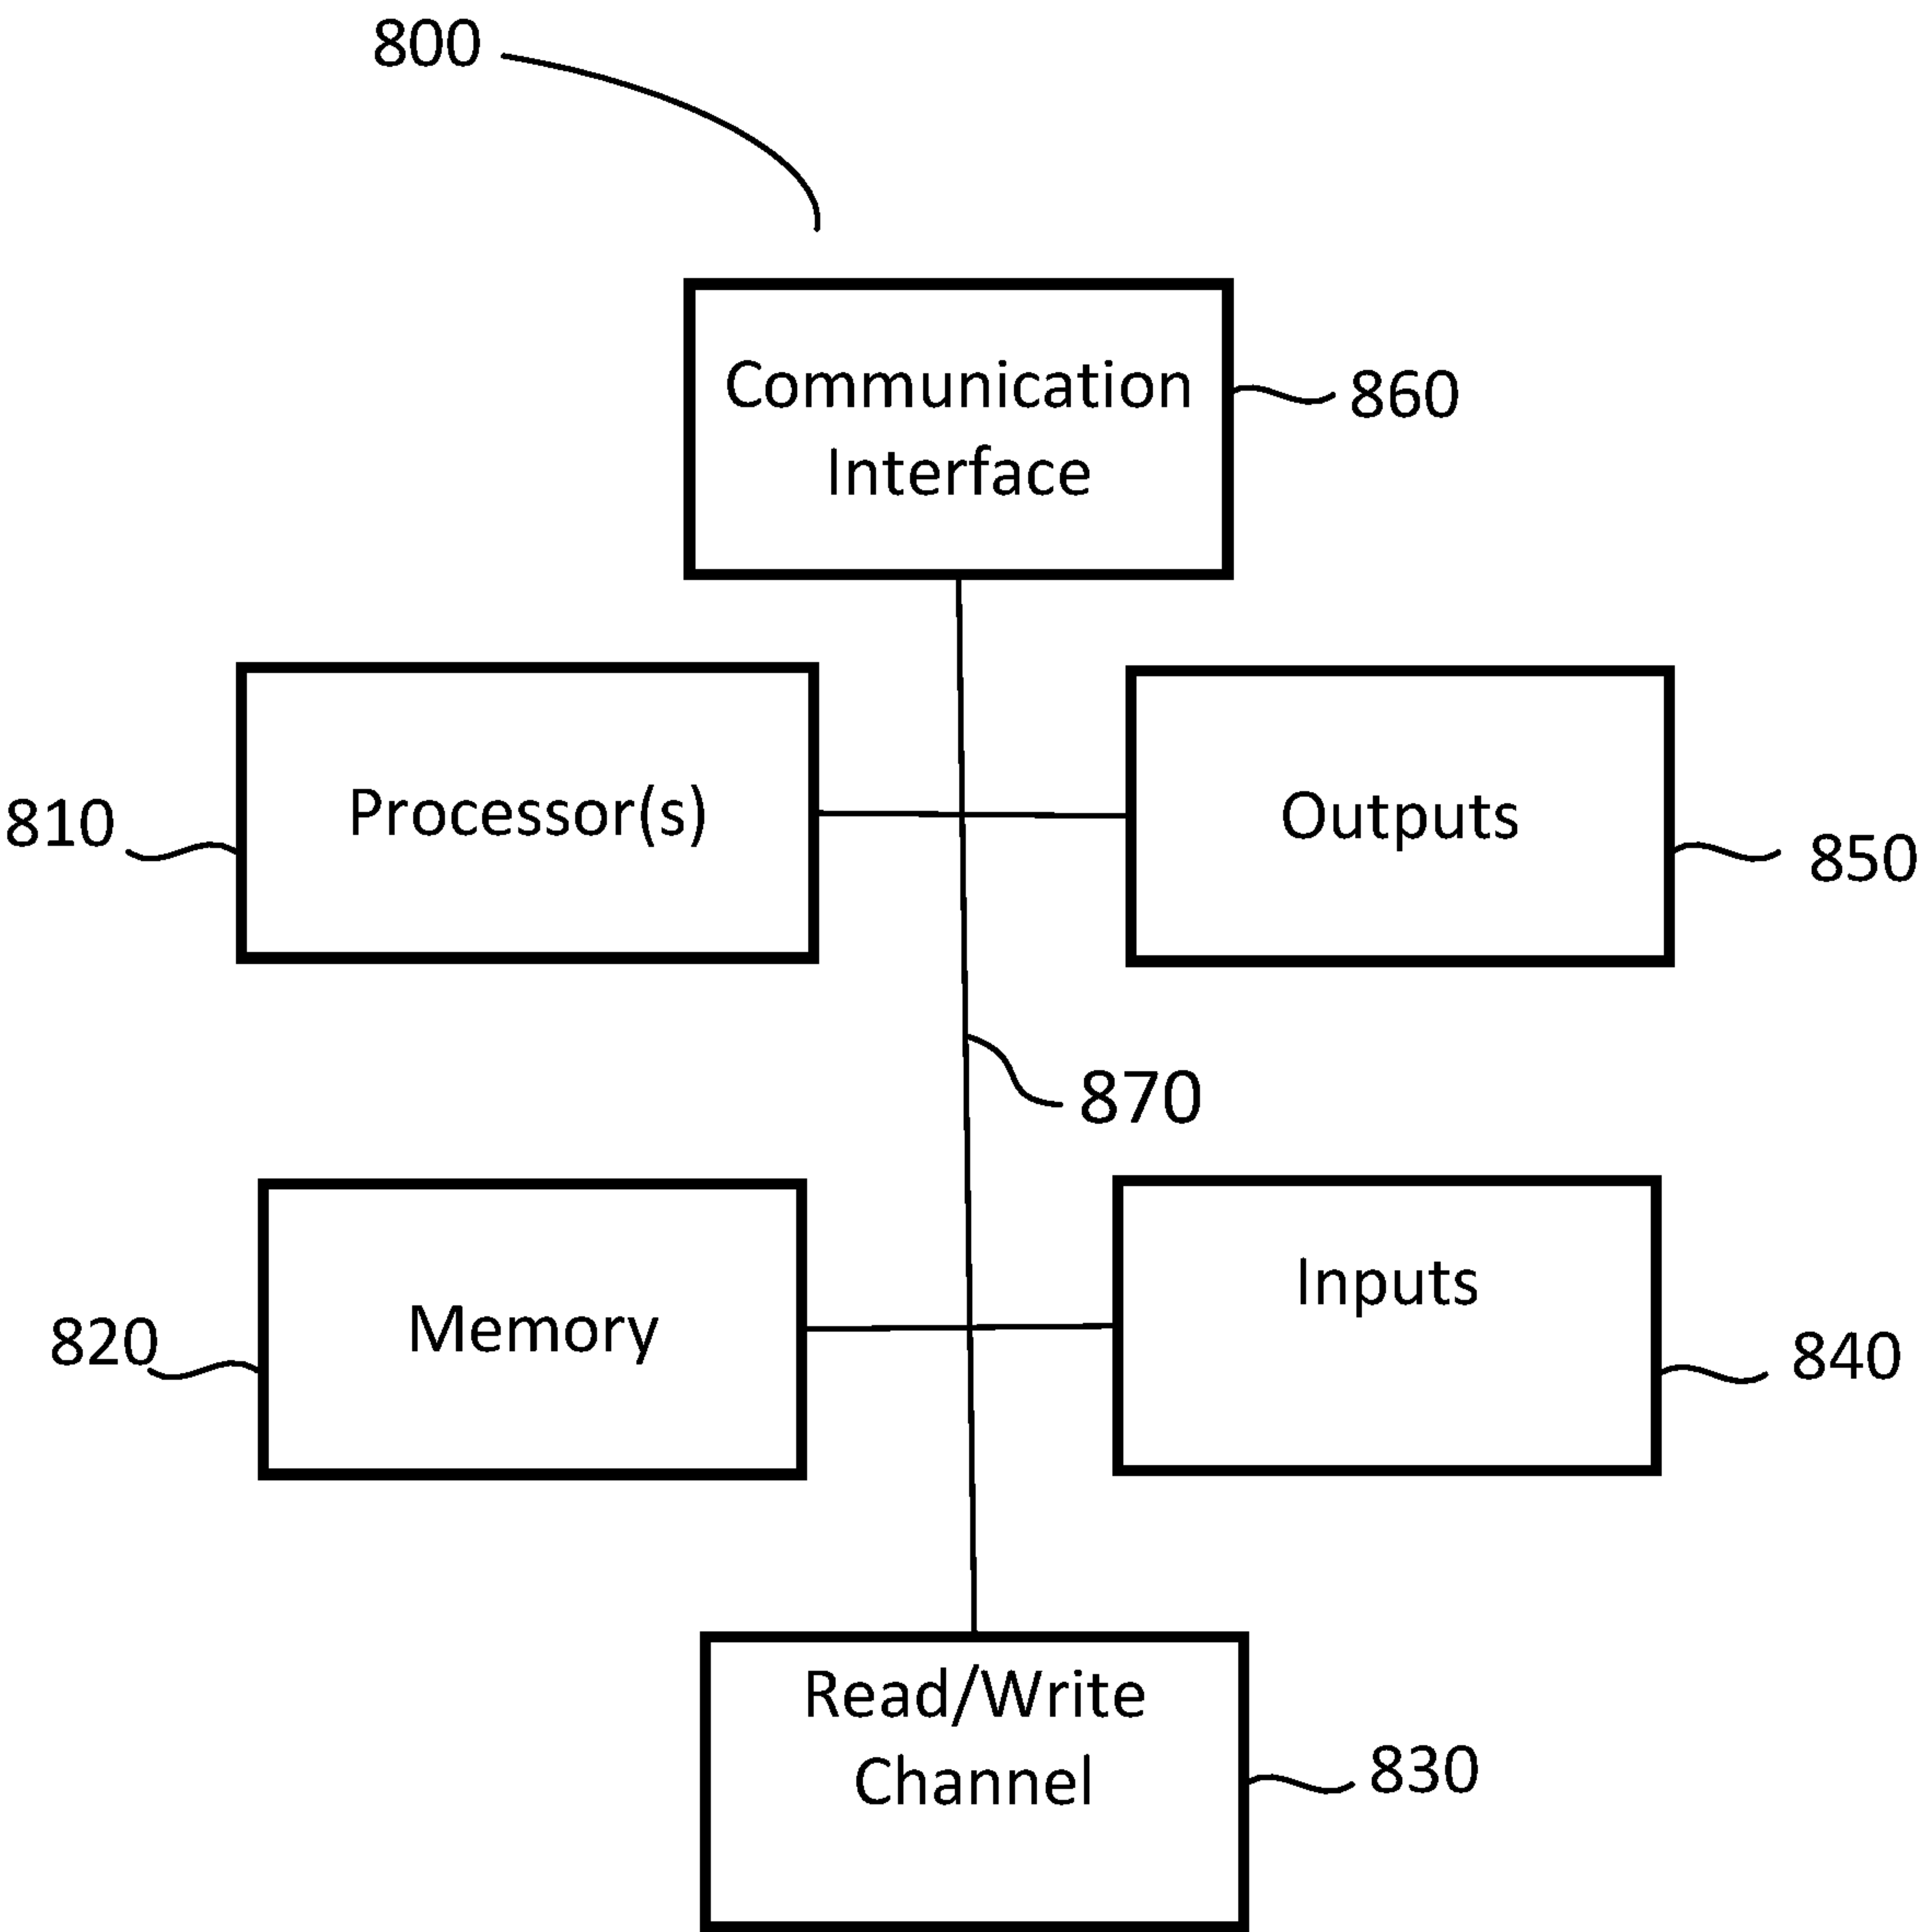 800
Communication
Interface
860
Processor(s)
Outputs
810
850
870
Memory
Inputs
820
840
Read/Write
Channel
830